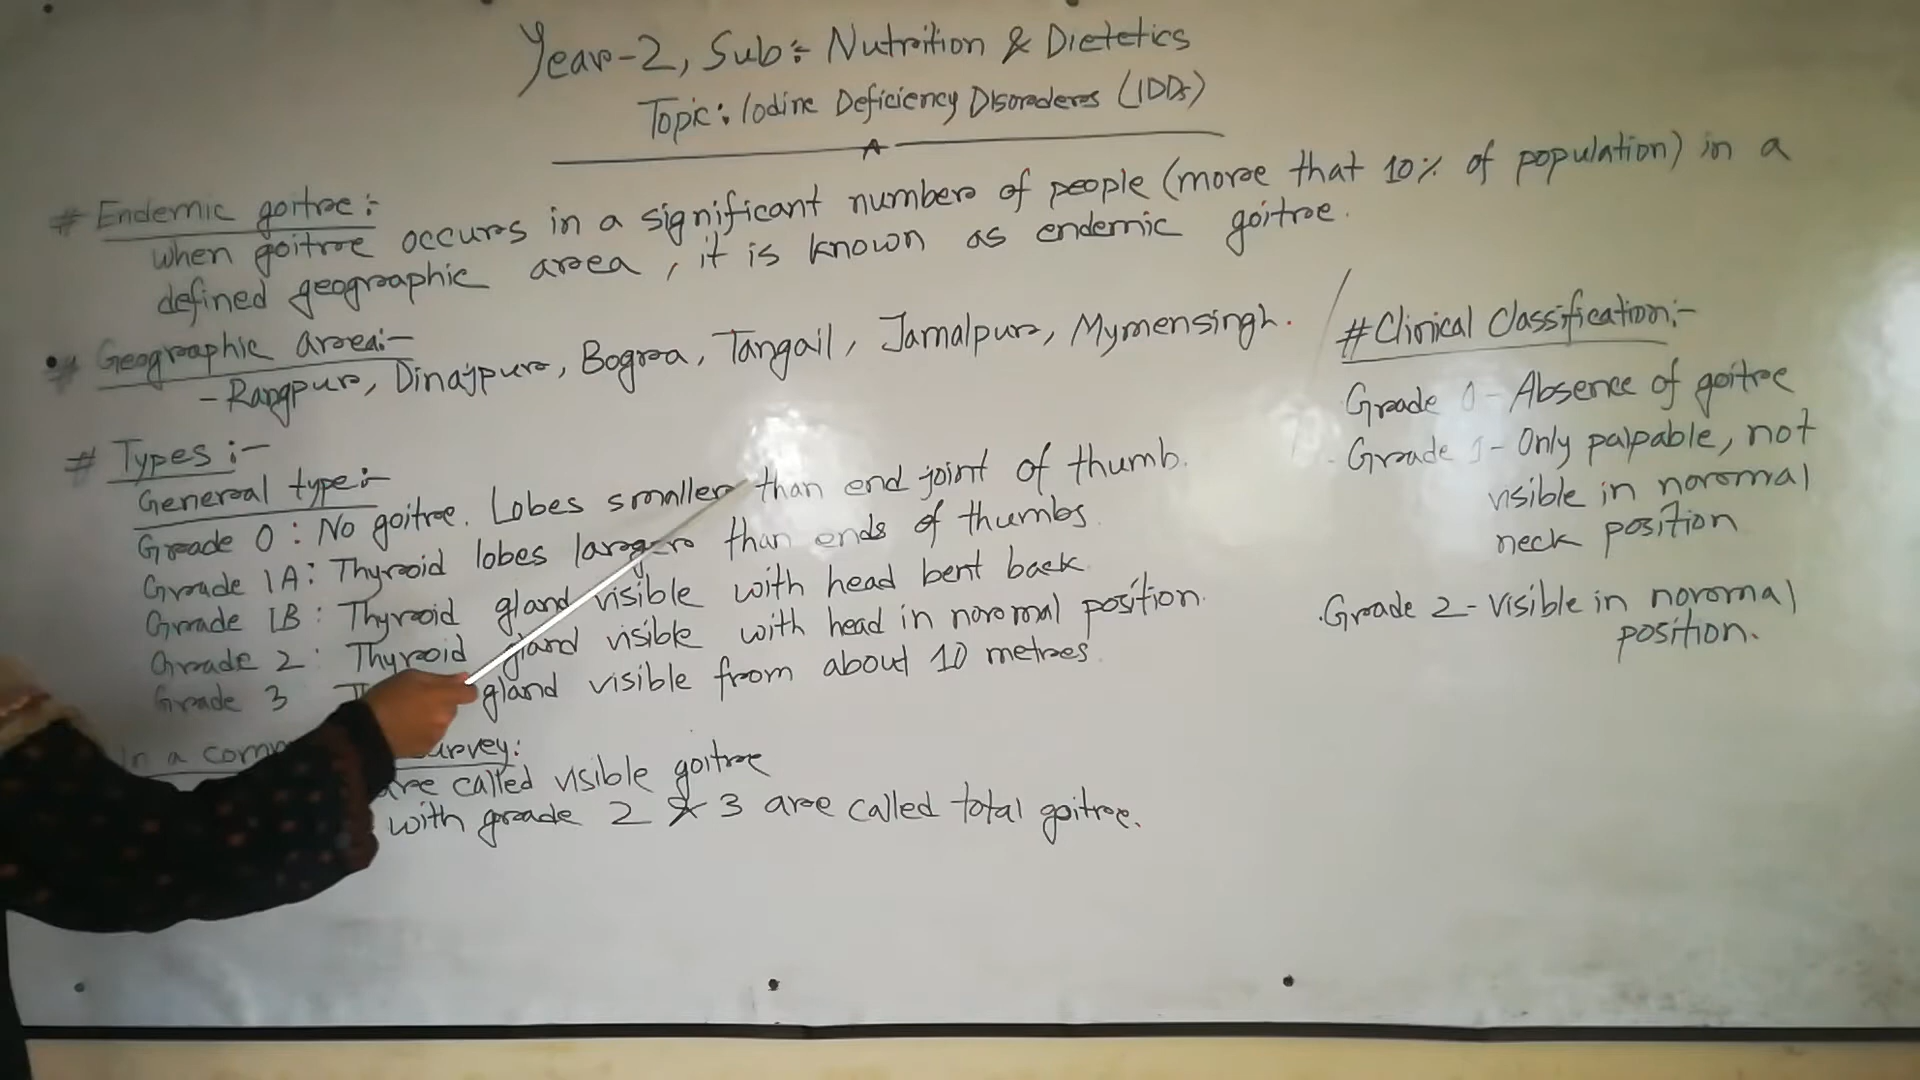 Year-2, Sub: Nutrition & Dietetics
Topic: Iodine Deficiency Disorders (IDDs)
# Endemic goitre:-
when goitre occurs in a significant number of people (more that 10% of population) in a
defined geographic area, it is known as endemic goitre.
# Geographic area:-
- Rangpur, Dinajpur, Bogra, Tangail, Jamalpur, Mymensingh.
# Types :-
General type:-
Grade 0 : No goitre. Lobes smaller than end joint of thumb.
Grade 1A : Thyroid lobes larger than ends of thumbs
Grade 1B : Thyroid gland visible with head bent back
Grade 2 : Thyroid gland visible with head in normal position.
Grade 3 gland visible from about 10 metres
In a survey:
are called visible goitre
with grade 2 & 3 are called total goitre.
# Clinical Classification:-
Grade 0 - Absence of goitre
Grade 1 - Only palpable, not
visible in normal
neck position
Grade 2 - visible in normal
position.